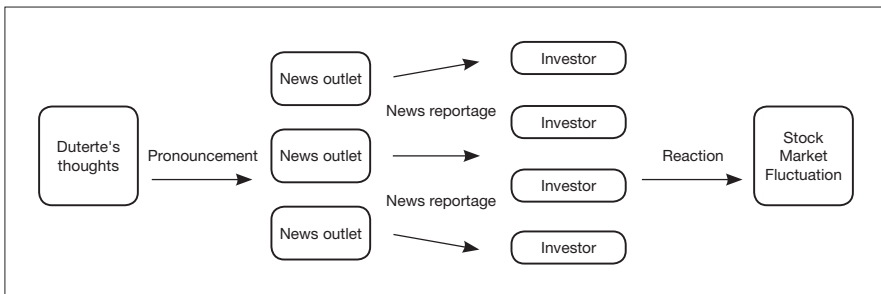 Duterte's
thoughts
Pronouncement
News outlet
News outlet
News outlet
News reportage
News reportage
Investor
Investor
Investor
Investor
Reaction
Stock
Market
Fluctuation